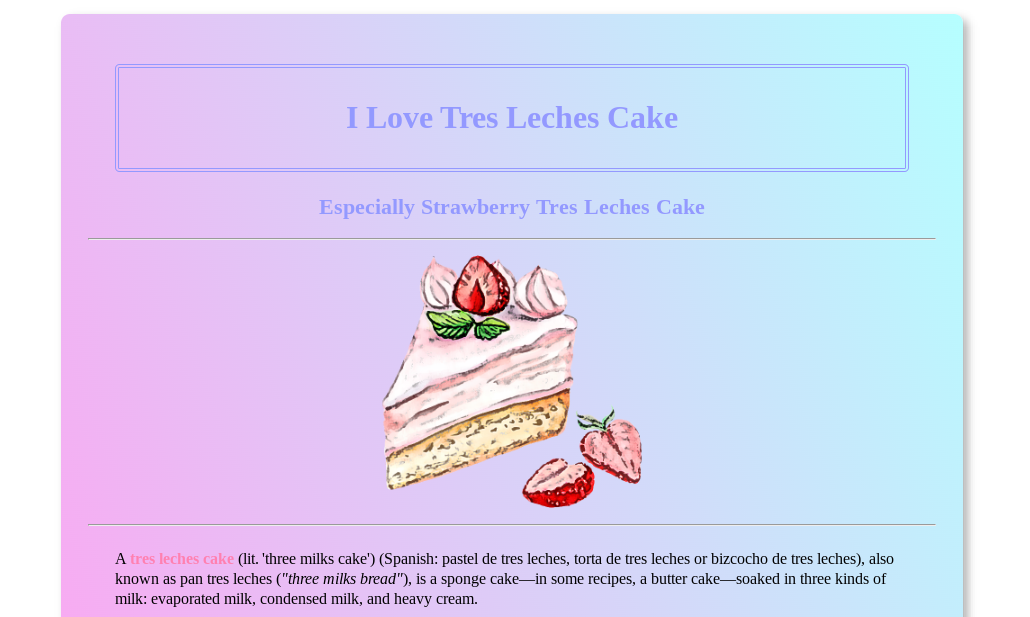 I Love Tres Leches Cake
Especially Strawberry Tres Leches Cake
A tres leches cake (lit. 'three milks cake') (Spanish: pastel de tres leches, torta de tres leches or bizcocho de tres leches), also
known as pan tres leches ("three milks bread"), is a sponge cake—in some recipes, a butter cake—soaked in three kinds of
milk: evaporated milk, condensed milk, and heavy cream.